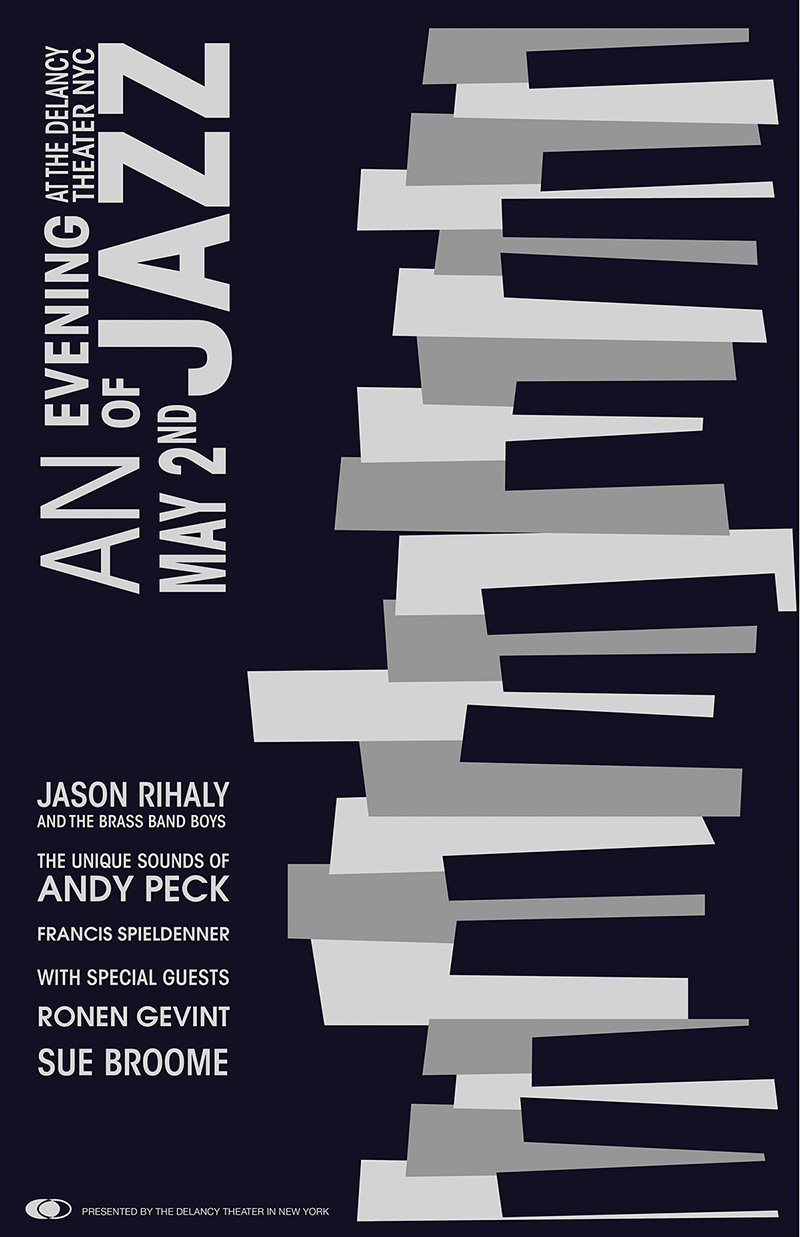 AN EVENING
OF JAZZ
AT THE DELANCY
THEATER NYC
MAY 2ND
JASON RIHALY
AND THE BRASS BAND BOYS
THE UNIQUE SOUNDS OF
ANDY PECK
FRANCIS SPIELDENNER
WITH SPECIAL GUESTS
RONEN GEVINT
SUE BROOME
PRESENTED BY THE DELANCY THEATER IN NEW YORK